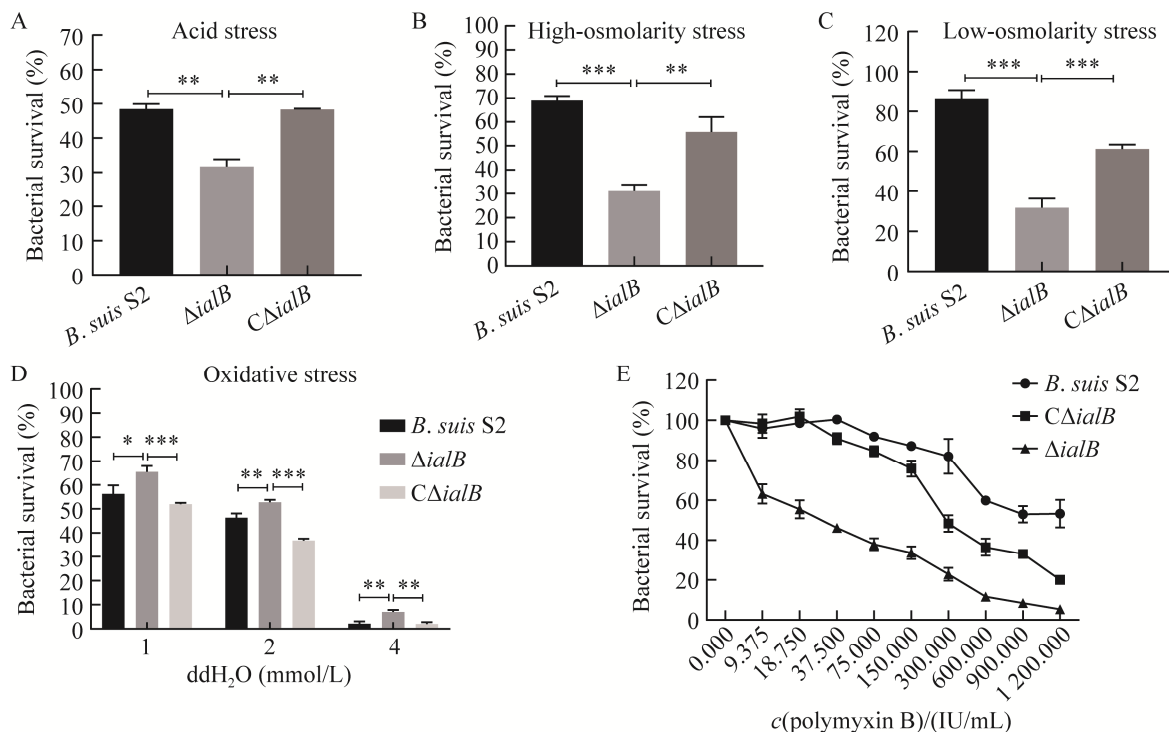 A
Acid stress
Bacterial survival (%)
70
60
50
40
30
20
10
0
** **
B. suis S2
ΔialB
CΔialB
B
High-osmolarity stress
Bacterial survival (%)
100
90
80
70
60
50
40
30
20
10
0
*** **
B. suis S2
ΔialB
CΔialB
C
Low-osmolarity stress
Bacterial survival (%)
120
100
80
60
40
80
0
*** ***
B. suis S2
ΔialB
CΔialB
D
Oxidative stress
Bacterial survival (%)
100
90
80
70
60
50
40
30
20
10
0
* ***
** ***
** **
B. suis S2
ΔialB
CΔialB
1 2 4
ddH₂O (mmol/L)
E
Bacterial survival (%)
120
100
80
60
40
20
0
B. suis S2
CΔialB
ΔialB
0.000
9.375
18.750
37.500
75.000
150.000
300.000
600.000
900.000
1 200.000
c(polymyxin B)/(IU/mL)